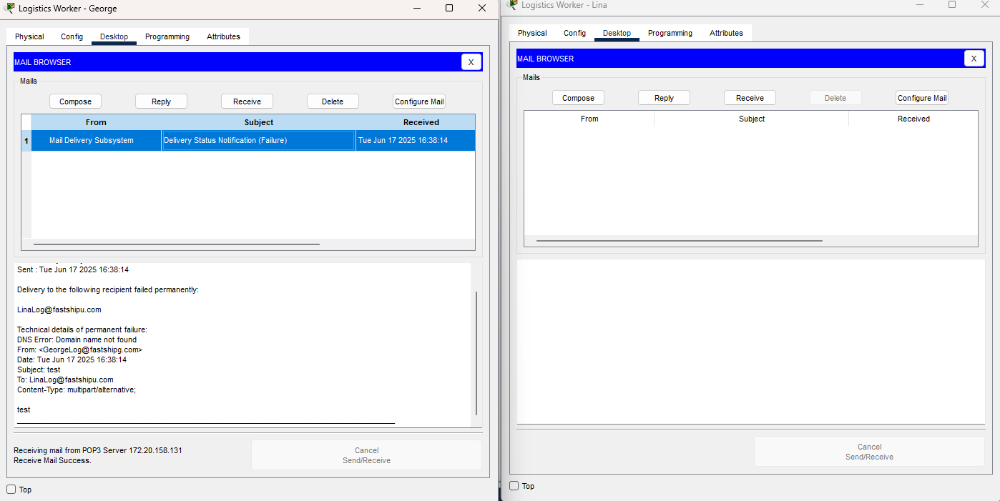 Logistics Worker - George
Physical Config Desktop Programming Attributes
MAIL BROWSER X
Mails
Compose Reply Receive Delete Configure Mail
From Subject Received
1 Mail Delivery Subsystem Delivery Status Notification (Failure) Tue Jun 17 2025 16:38:14
Sent : Tue Jun 17 2025 16:38:14
Delivery to the following recipient failed permanently:
LinaLog@fastshipu.com
Technical details of permanent failure:
DNS Error: Domain name not found
From: <GeorgeLog@fastshipg.com>
Date: Tue Jun 17 2025 16:38:14
Subject: test
To: LinaLog@fastshipu.com
Content-Type: multipart/alternative;
test
Receiving mail from POP3 Server 172.20.158.131
Receive Mail Success.
Cancel
Send/Receive
Top
Logistics Worker - Lina
Physical Config Desktop Programming Attributes
MAIL BROWSER X
Mails
Compose Reply Receive Delete Configure Mail
From Subject Received
Cancel
Send/Receive
Top